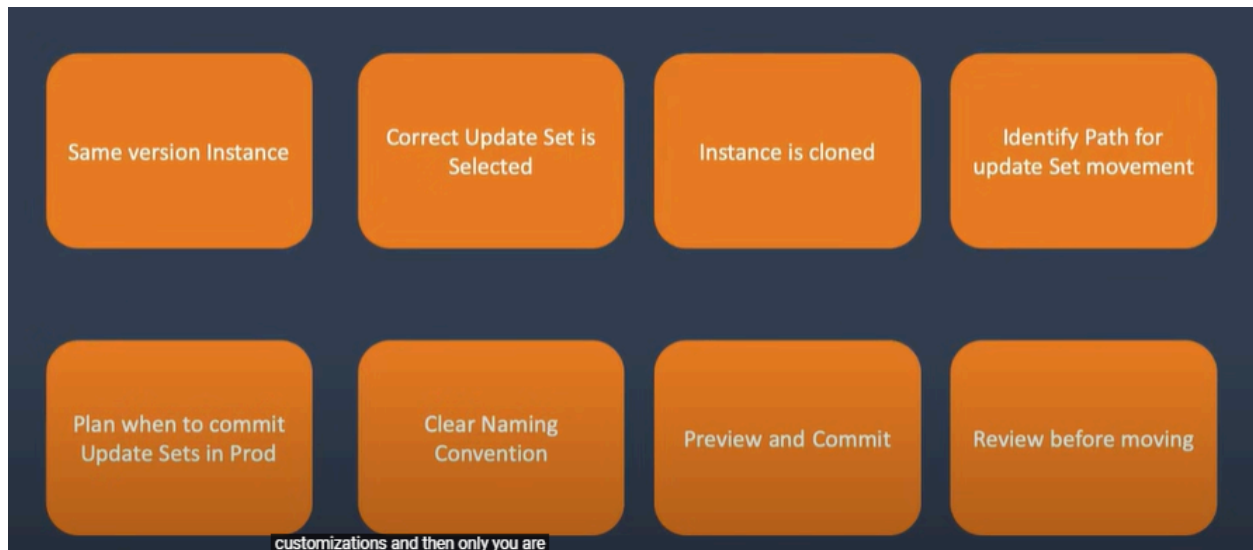 Same version Instance
Correct Update Set is
Selected
Instance is cloned
Identify Path for
update Set movement
Plan when to commit
Update Sets in Prod
Clear Naming
Convention
Preview and Commit
Review before moving
customizations and then only you are